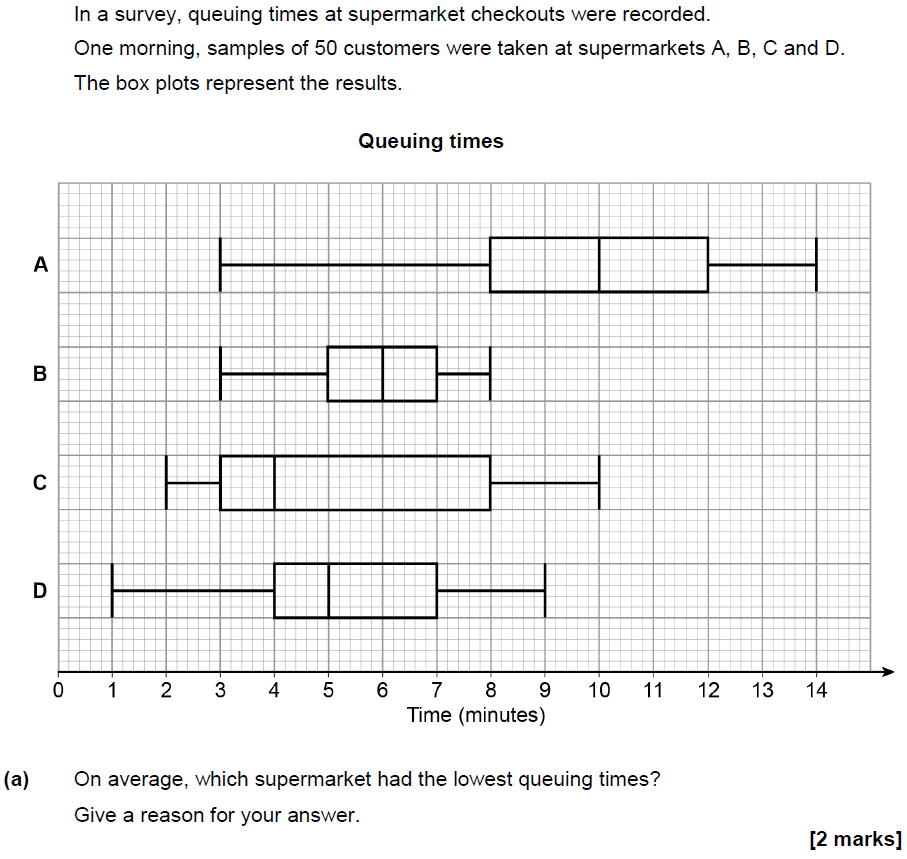 In a survey, queuing times at supermarket checkouts were recorded.
One morning, samples of 50 customers were taken at supermarkets A, B, C and D.
The box plots represent the results.
Queuing times
A
B
C
D
0 1 2 3 4 5 6 7 8 9 10 11 12 13 14
Time (minutes)
(a) On average, which supermarket had the lowest queuing times?
Give a reason for your answer.
[2 marks]